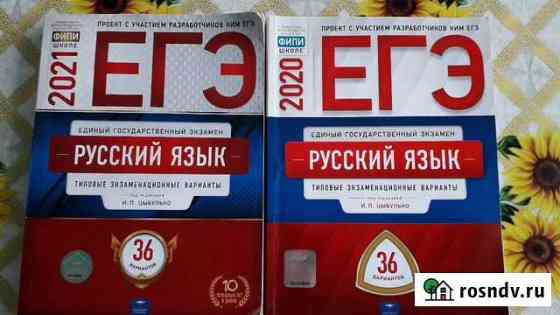 ПРОЕКТ С УЧАСТИЕМ РАЗРАБОТЧИКОВ КИМ ЕГЭ
ФИПИ
ШКОЛЕ
2021
ЕГЭ
ЕДИНЫЙ ГОСУДАРСТВЕННЫЙ ЭКЗАМЕН
РУССКИЙ ЯЗЫК
ТИПОВЫЕ ЭКЗАМЕНАЦИОННЫЕ ВАРИАНТЫ
И. П. ЦЫБУЛЬКО
36
ВАРИАНТОВ
10
ПРОЕКТ С УЧАСТИЕМ РАЗРАБОТЧИКОВ КИМ ЕГЭ
ФИПИ
ШКОЛЕ
2020
ЕГЭ
ЕДИНЫЙ ГОСУДАРСТВЕННЫЙ ЭКЗАМЕН
РУССКИЙ ЯЗЫК
ТИПОВЫЕ ЭКЗАМЕНАЦИОННЫЕ ВАРИАНТЫ
И. П. ЦЫБУЛЬКО
36
ВАРИАНТОВ
rosndv.ru